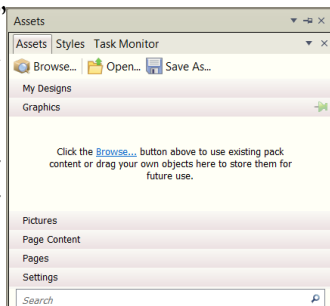 Assets
Assets Styles Task Monitor
Browse... Open... Save As...
My Designs
Graphics
Click the Browse... button above to use existing pack
content or drag your own objects here to store them for
future use.
Pictures
Page Content
Pages
Settings
Search